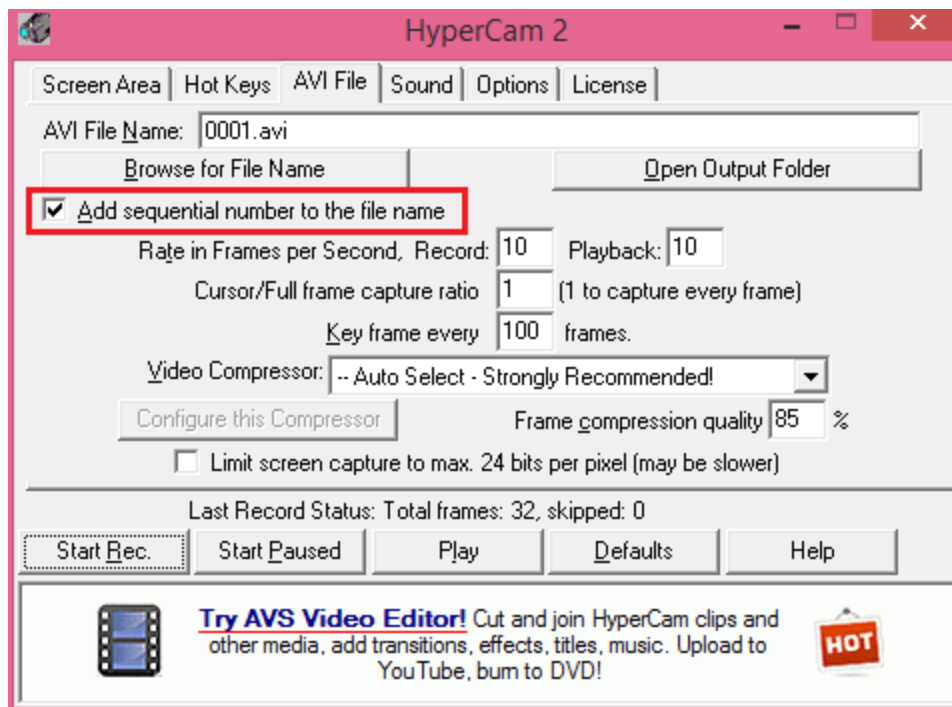 HyperCam 2
Screen Area Hot Keys AVI File Sound Options License
AVI File Name: 0001.avi
Browse for File Name Open Output Folder
Add sequential number to the file name
Rate in Frames per Second, Record: 10 Playback: 10
Cursor/Full frame capture ratio 1 (1 to capture every frame)
Key frame every 100 frames.
Video Compressor: -- Auto Select - Strongly Recommended!
Configure this Compressor Frame compression quality 85 %
Limit screen capture to max. 24 bits per pixel (may be slower)
Last Record Status: Total frames: 32, skipped: 0
Start Rec. Start Paused Play Defaults Help
Try AVS Video Editor! Cut and join HyperCam clips and
other media, add transitions, effects, titles, music. Upload to
YouTube, burn to DVD!
HOT